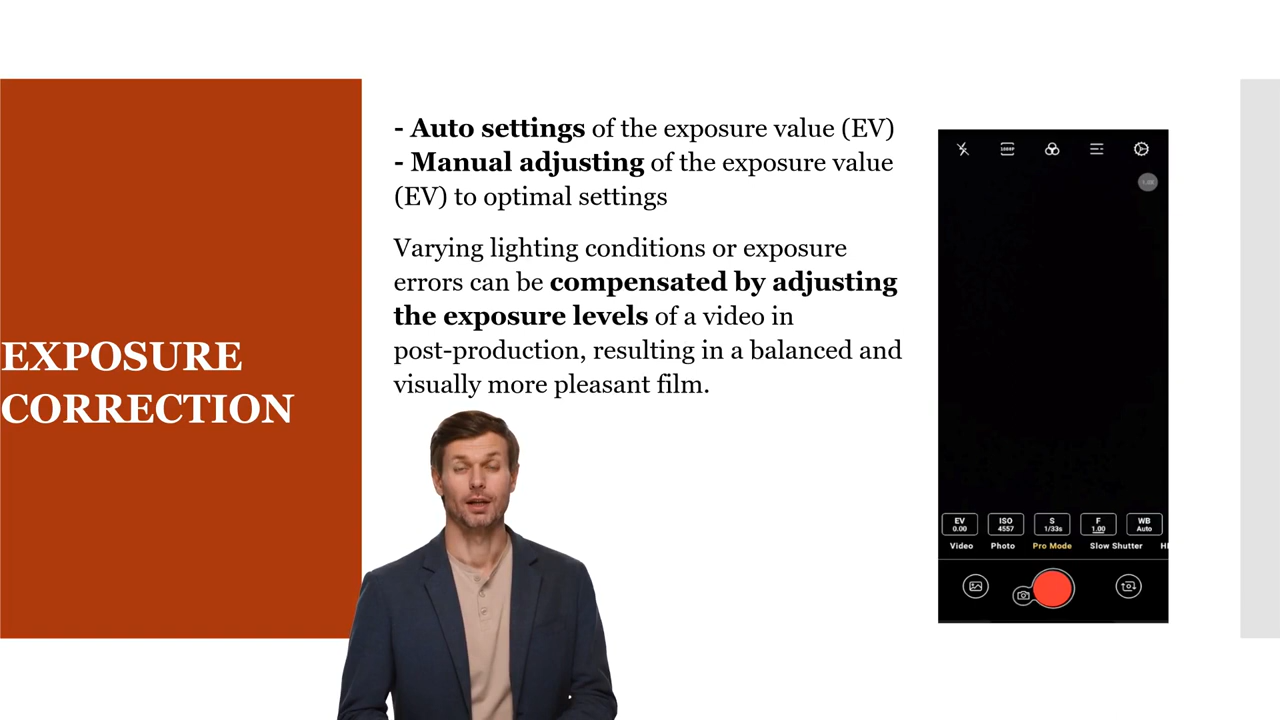 EXPOSURE
CORRECTION
- Auto settings of the exposure value (EV)
- Manual adjusting of the exposure value
(EV) to optimal settings
Varying lighting conditions or exposure
errors can be compensated by adjusting
the exposure levels of a video in
post-production, resulting in a balanced and
visually more pleasant film.
EV ISO S F WB
0.00 4557 1/33s 1.00 Auto
Video Photo Pro Mode Slow Shutter